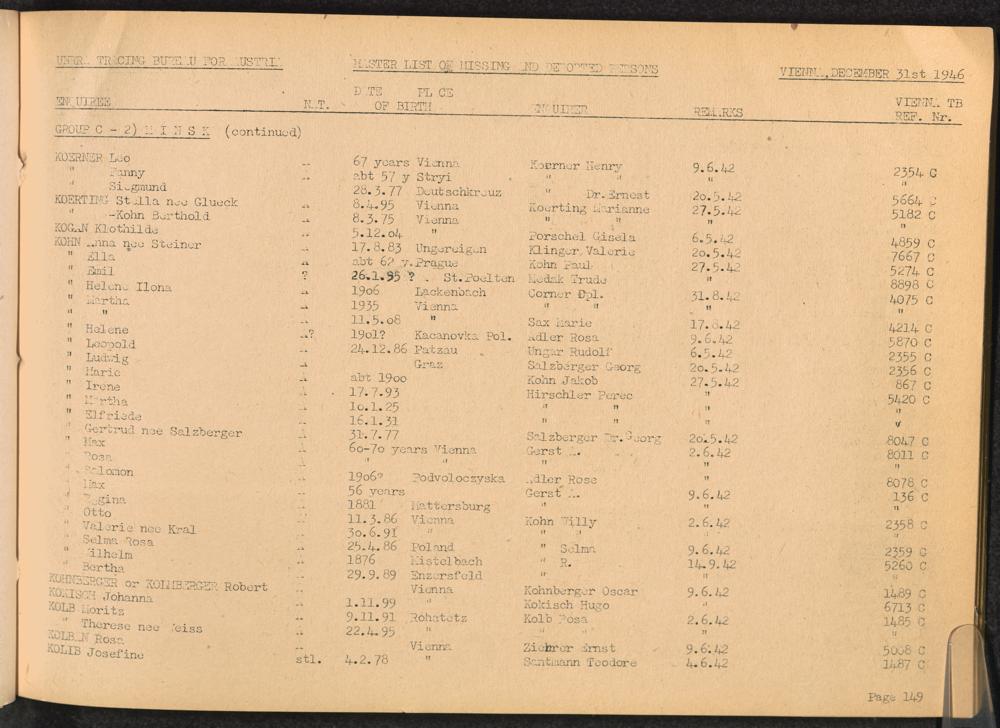 UNRRA TRACING BUREAU FOR AUSTRIA MASTER LIST OF MISSING AND DEPORTED PERSONS VIENNA, DECEMBER 31st 1946
ENQUIREE NAT. DATE PLACE OF BIRTH ENQUIRER REMARKS VIENNA TB REF. Nr.
GROUP C - 2) M I N S K (continued)
KOERNER Leo 67 years Vienna Koerner Henry 9.6.42 2354 C
" Fanny abt 57 y Stryi " " "
" Siegmund 28.3.77 Deutschkreuz " Dr.Ernest 20.5.42 5664 C
KOERTING Stella nee Glueck 8.4.95 Vienna Koerting Marianne 27.5.42 5182 C
" -Kohn Berthold 8.3.75 Vienna " " "
KOGAN Klothilde 5.12.04 " Porschel Gisela 6.5.42 4859 C
KOHN Anna nee Steiner 17.8.83 Ungereigen Klinger Valerie 20.5.42 7667 C
" Ella abt 62 y. Prague Kohn Paul 27.5.42 5274 C
" Emil ? 26.1.95 ? St.Poelten Medak Trude 8898 C
" Helene Ilona 1906 Lackenbach Corner Dpl. 31.8.42 4075 C
" Martha 1935 Vienna " " " "
" " 11.5.08 " Sax Marie 17.8.42 4214 C
" Helene ? 1901? Kacanovka Pol. Adler Rosa 9.6.42 5870 C
" Leopold 24.12.86 Patzau Ungar Rudolf 6.5.42 2355 C
" Ludwig Graz Salzberger Georg 20.5.42 2356 C
" Marie abt 1900 Kohn Jakob 27.5.42 867 C
" Irene 17.7.93 Hirschler Perec " 5420 C
" Martha 10.1.25 " " " "
" Elfriede 16.1.31 " " " "
" Gertrud nee Salzberger 31.7.77 Salzberger Dr.Georg 20.5.42 8047 C
" Max 60-70 years Vienna Gerst A. 2.6.42 8011 C
" Rosa " " " " "
" Salomon 1906? Podvoloczyska Adler Rose 8078 C
" Max 56 years Gerst A. 9.6.42 136 C
" Regina 1881 Mattersburg " " "
" Otto 11.3.86 Vienna Kohn Willy 2.6.42 2358 C
" Valerie nee Kral 30.6.91 " " " " "
" Selma Rosa 25.4.86 Poland " Selma 9.6.42 2359 C
" Wilhelm 1876 Mistelbach " R. 14.9.42 5260 C
" Bertha 29.9.89 Enzersfeld " " "
KOHNBERGER or KOLMBERGER Robert Vienna Kohnberger Oscar 9.6.42 1489 C
KOKISCH Johanna 1.11.99 " Kokisch Hugo " 6713 C
KOLB Moritz 9.11.91 Rohatetz Kolb Rosa 2.6.42 1485 C
" Therese nee Weiss 22.4.95 " " " " "
KOLBAN Rosa Vienna Ziehrer Ernst 9.6.42 5008 C
KOLIB Josefine stl. 4.2.78 " Santmann Teodore 4.6.42 1487 C
Page 149